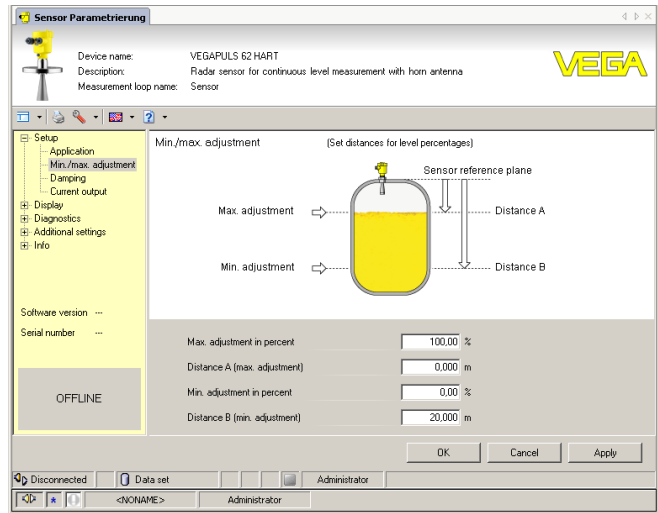 Sensor Parametrierung
Device name: VEGAPULS 62 HART
Description: Radar sensor for continuous level measurement with horn antenna
Measurement loop name: Sensor
VEGA
Setup
Application
Min./max. adjustment
Damping
Current output
Display
Diagnostics
Additional settings
Info
Software version ---
Serial number ---
OFFLINE
Min./max. adjustment (Set distances for level percentages)
Sensor reference plane
Max. adjustment Distance A
Min. adjustment Distance B
Max. adjustment in percent 100,00 %
Distance A (max. adjustment) 0,000 m
Min. adjustment in percent 0,00 %
Distance B (min. adjustment) 20,000 m
OK Cancel Apply
Disconnected Data set Administrator
<NONAME> Administrator